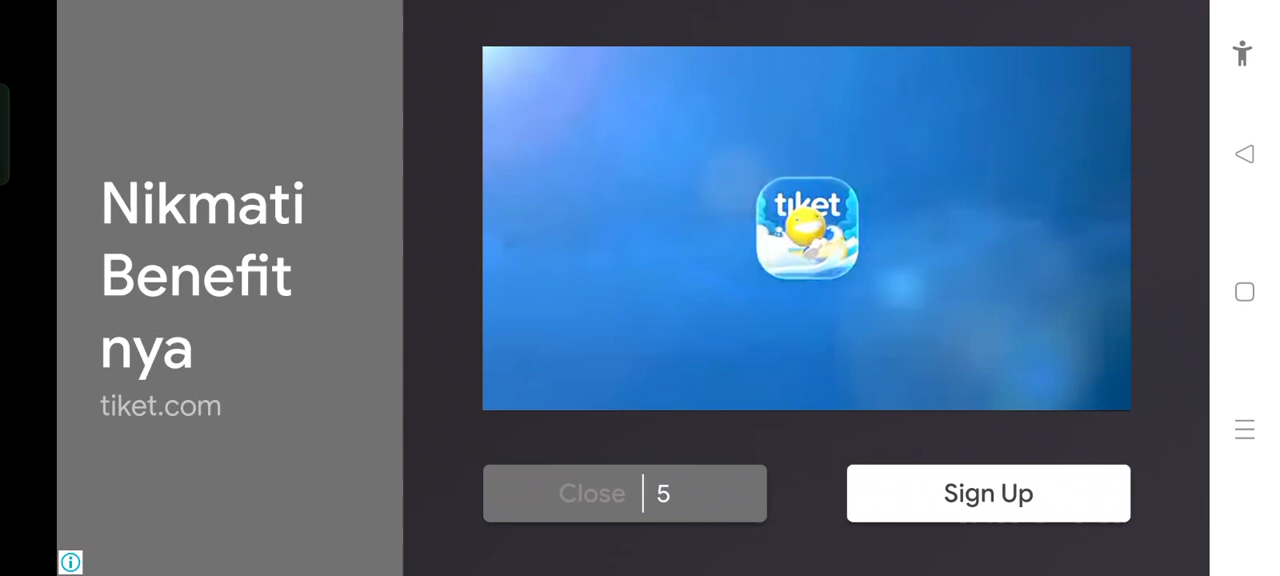 Nikmati
Benefit
nya
tiket.com
tiket
Close 5
Sign Up